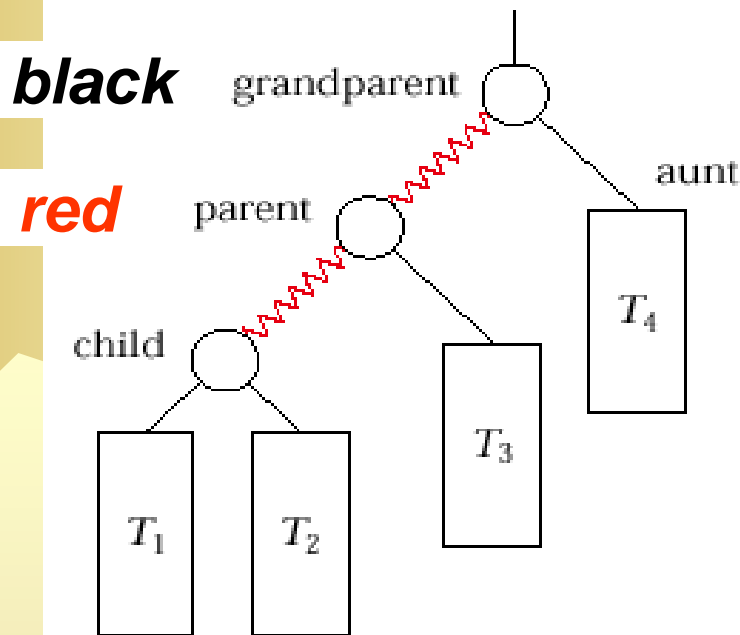 black
grandparent
aunt
red
parent
T₄
child
T₃
T₁
T₂